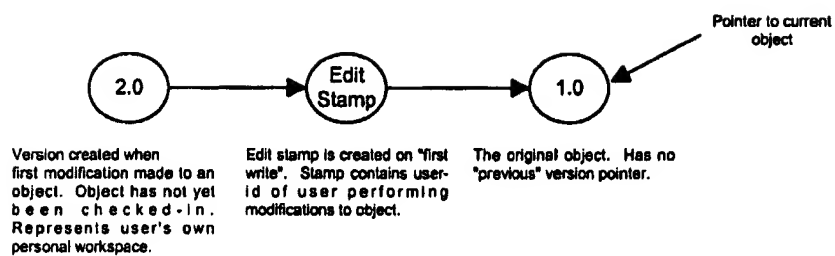 Pointer to current
object
2.0
Edit
Stamp
1.0
Version created when
first modification made to an
object. Object has not yet
been checked-in.
Represents user's own
personal workspace.
Edit stamp is created on "first
write". Stamp contains user-
id of user performing
modifications to object.
The original object. Has no
"previous" version pointer.